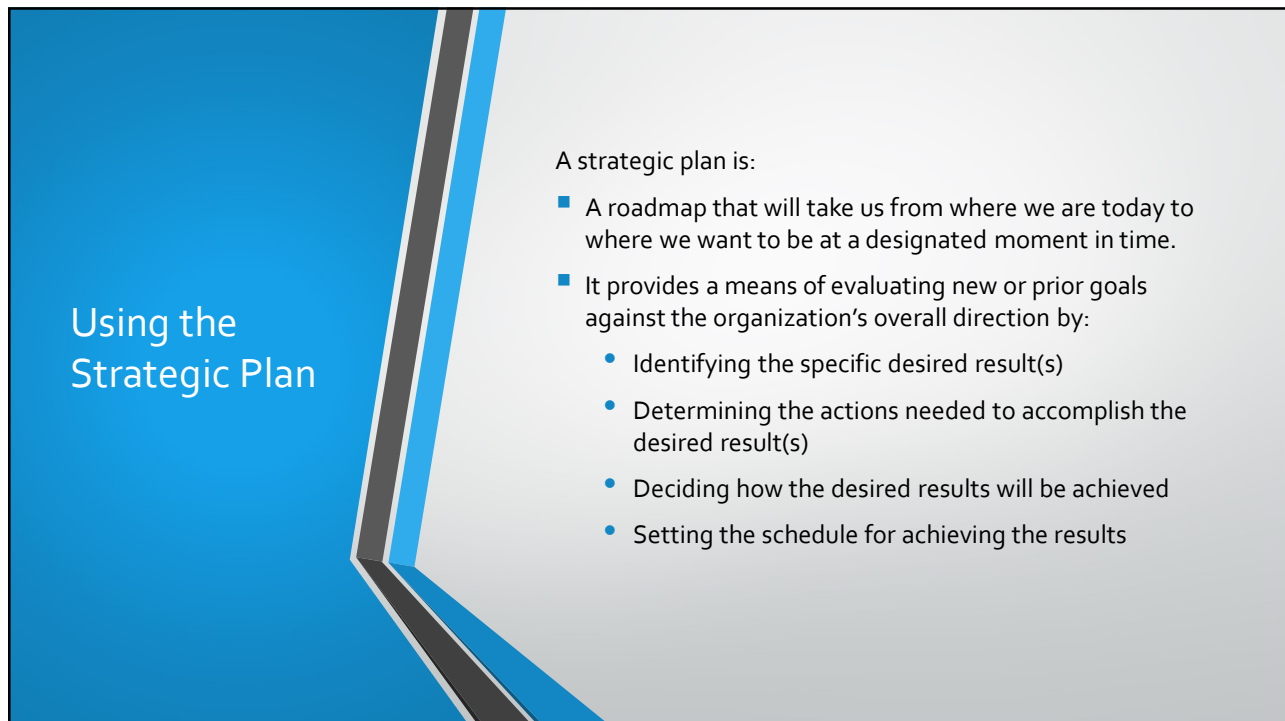 Using the
Strategic Plan
A strategic plan is:
▪ A roadmap that will take us from where we are today to
where we want to be at a designated moment in time.
▪ It provides a means of evaluating new or prior goals
against the organization’s overall direction by:
• Identifying the specific desired result(s)
• Determining the actions needed to accomplish the
desired result(s)
• Deciding how the desired results will be achieved
• Setting the schedule for achieving the results